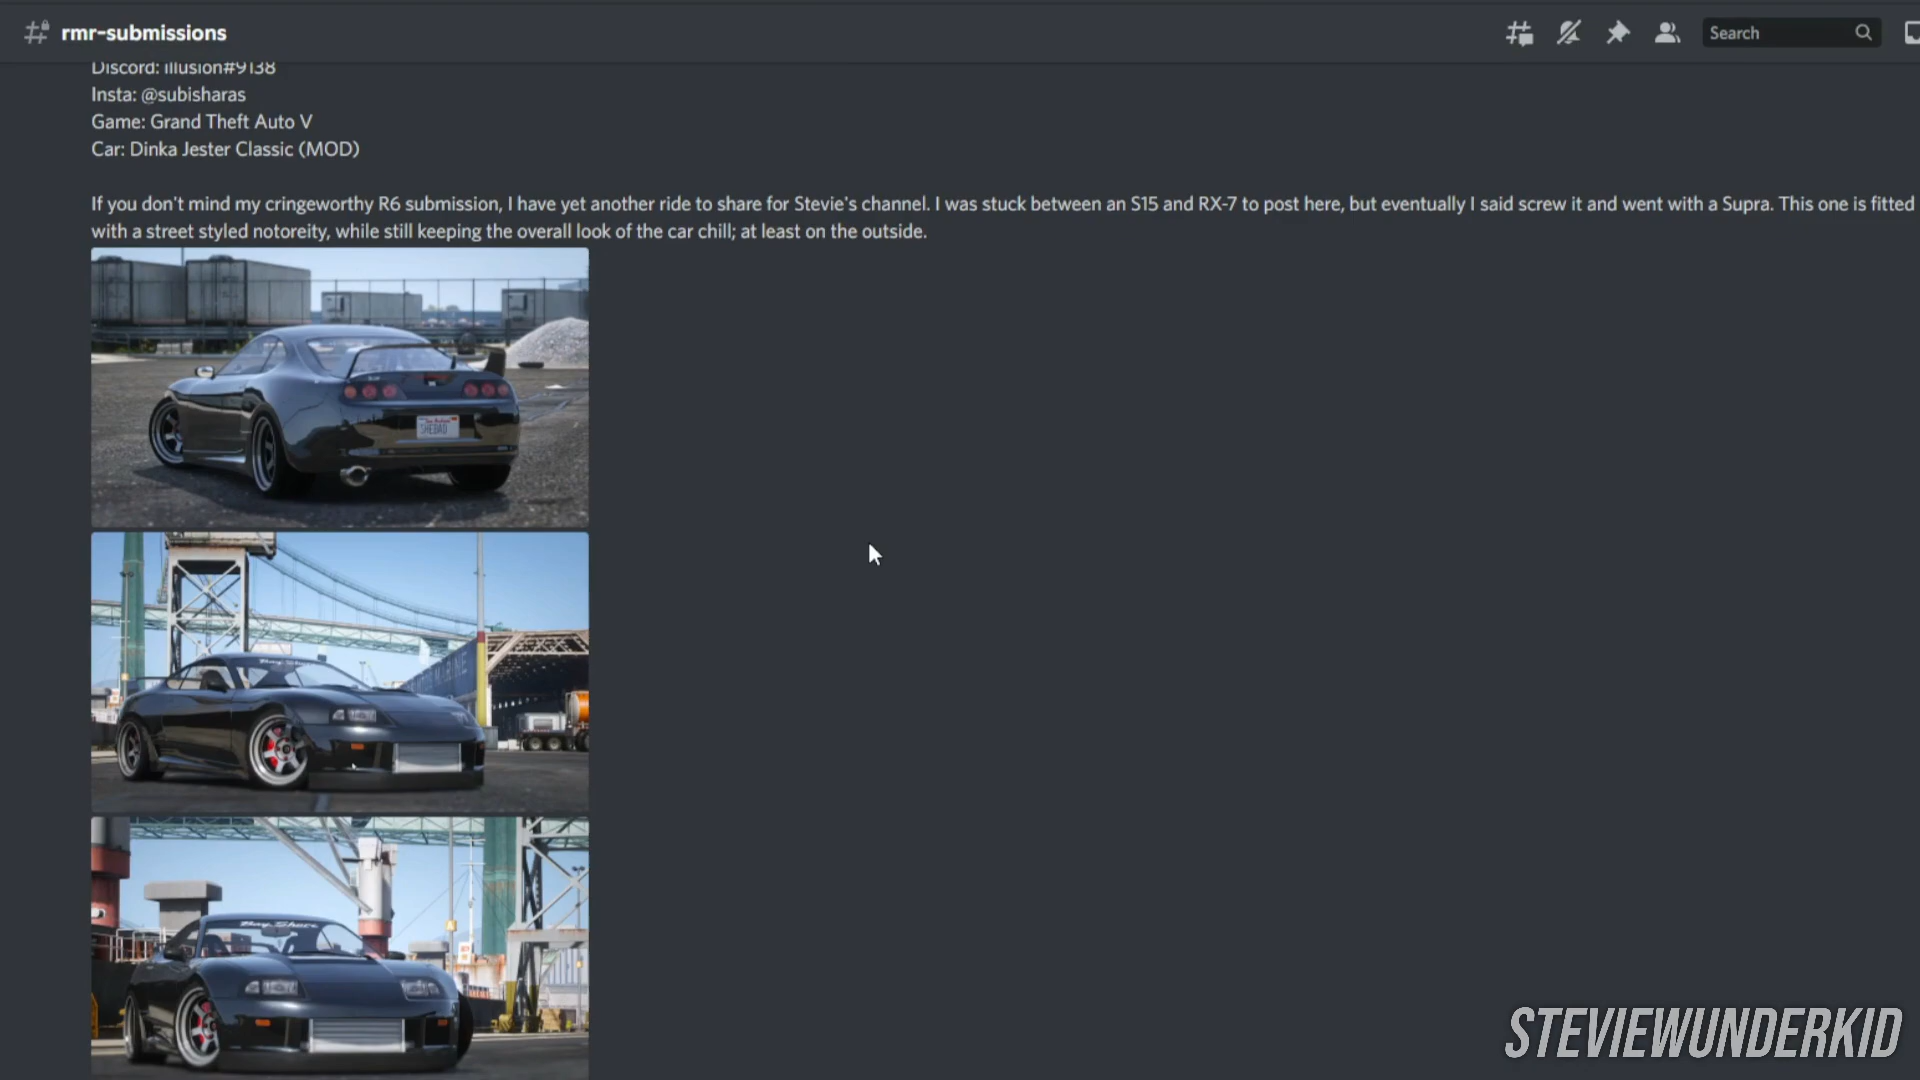 rmr-submissions
Search
Discord: illusion#9138
Insta: @subisharas
Game: Grand Theft Auto V
Car: Dinka Jester Classic (MOD)
If you don't mind my cringeworthy R6 submission, I have yet another ride to share for Stevie's channel. I was stuck between an S15 and RX-7 to post here, but eventually I said screw it and went with a Supra. This one is fitted
with a street styled notoreity, while still keeping the overall look of the car chill; at least on the outside.
SHEBAD
Bay Shore
STEVIEWUNDERKID